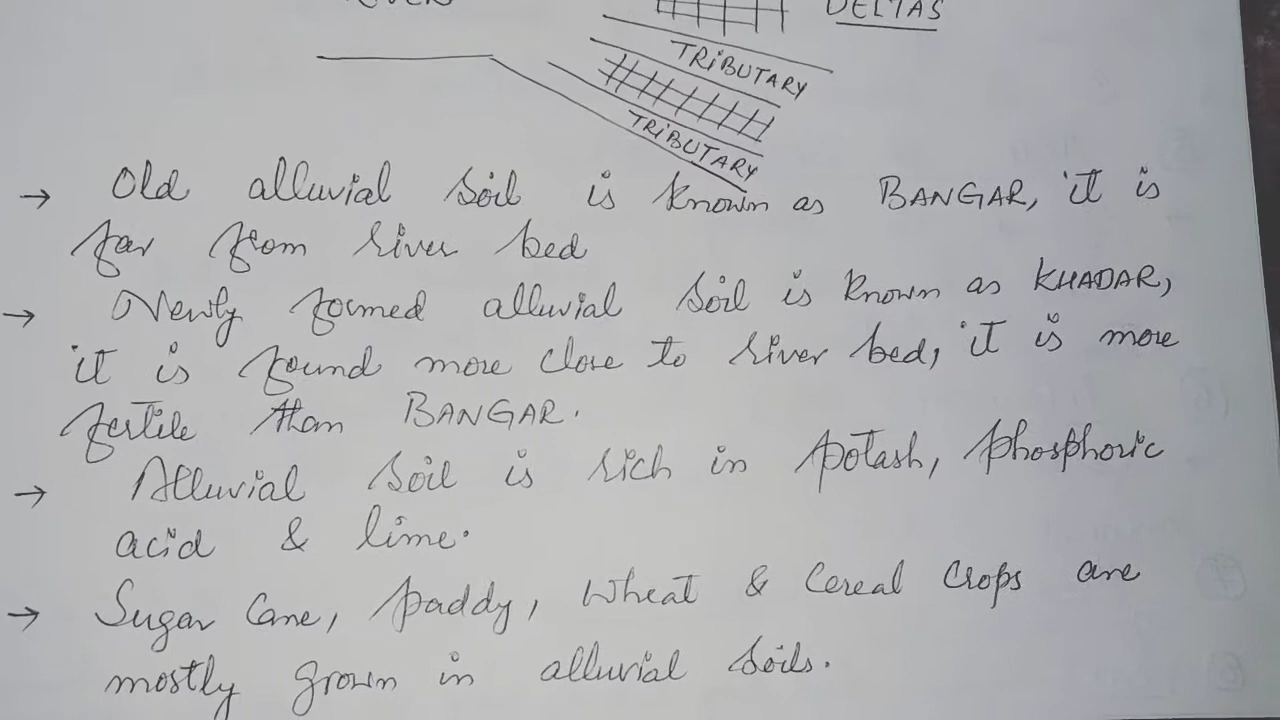 DELTAS
TRIBUTARY
TRIBUTARY
→ Old alluvial soil is known as BANGAR, it is
far from river bed
→ Newly formed alluvial soil is known as KHADAR,
it is found more close to river bed, it is more
fertile than BANGAR.
→ Alluvial soil is rich in potash, phosphoric
acid & lime.
→ Sugar Cane, paddy, Wheat & Cereal Crops are
mostly grown in alluvial soils.